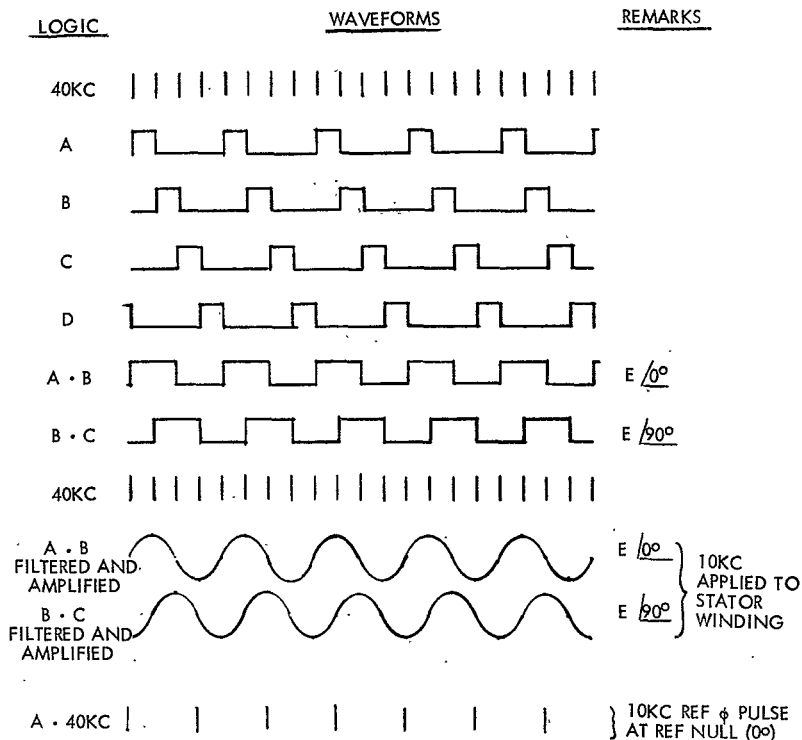 LOGIC WAVEFORMS REMARKS
40KC
A
B
C
D
A • B E /0°
B • C E /90°
40KC
A • B
FILTERED AND
AMPLIFIED
E /0°
B • C
FILTERED AND
AMPLIFIED
E /90°
10KC
APPLIED TO
STATOR
WINDING
A • 40KC
10KC REF ϕ PULSE
AT REF NULL (0°)